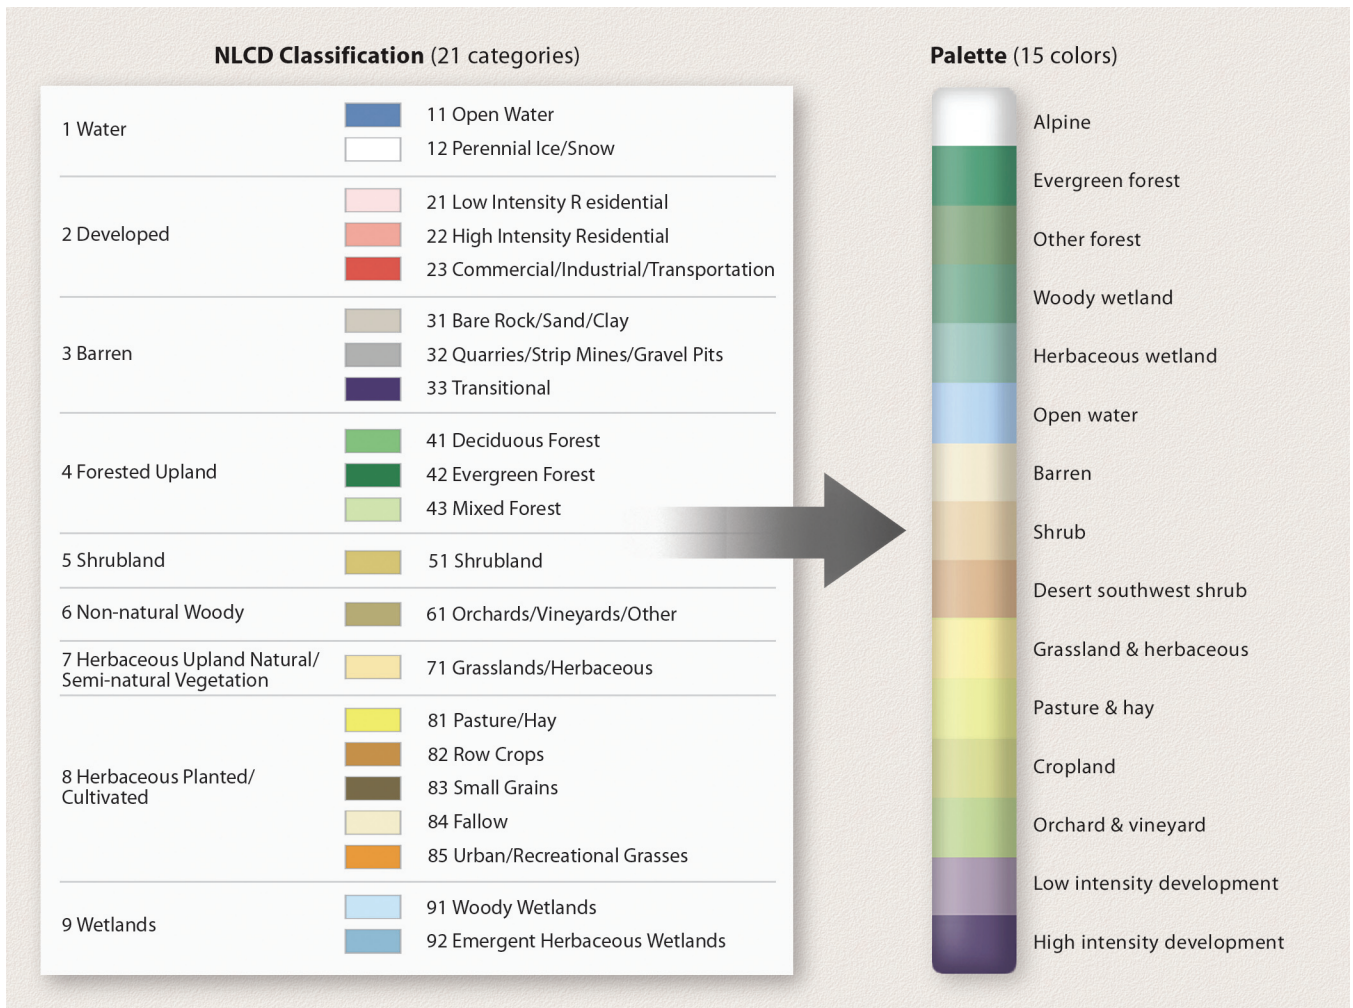 NLCD Classification (21 categories)
1 Water
11 Open Water
12 Perennial Ice/Snow
2 Developed
21 Low Intensity R esidential
22 High Intensity Residential
23 Commercial/Industrial/Transportation
3 Barren
31 Bare Rock/Sand/Clay
32 Quarries/Strip Mines/Gravel Pits
33 Transitional
4 Forested Upland
41 Deciduous Forest
42 Evergreen Forest
43 Mixed Forest
5 Shrubland
51 Shrubland
6 Non-natural Woody
61 Orchards/Vineyards/Other
7 Herbaceous Upland Natural/
Semi-natural Vegetation
71 Grasslands/Herbaceous
8 Herbaceous Planted/
Cultivated
81 Pasture/Hay
82 Row Crops
83 Small Grains
84 Fallow
85 Urban/Recreational Grasses
9 Wetlands
91 Woody Wetlands
92 Emergent Herbaceous Wetlands
Palette (15 colors)
Alpine
Evergreen forest
Other forest
Woody wetland
Herbaceous wetland
Open water
Barren
Shrub
Desert southwest shrub
Grassland & herbaceous
Pasture & hay
Cropland
Orchard & vineyard
Low intensity development
High intensity development